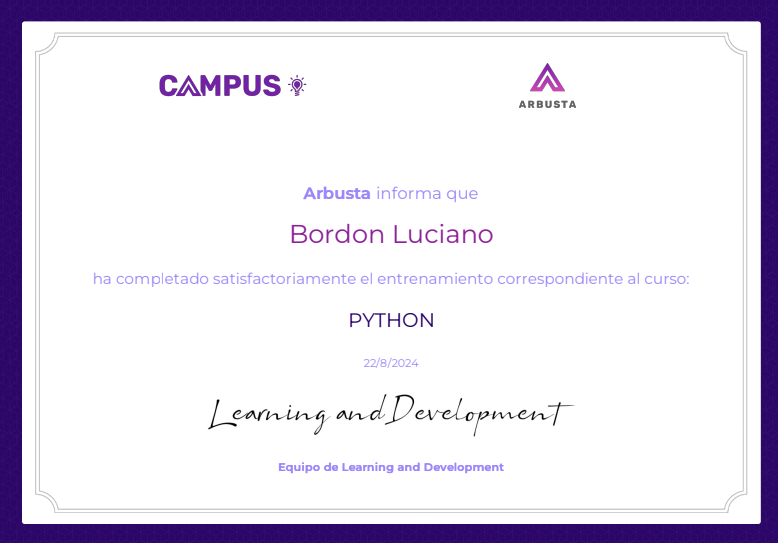 CAMPUS
ARBUSTA
Arbusta informa que
Bordon Luciano
ha completado satisfactoriamente el entrenamiento correspondiente al curso:
PYTHON
22/8/2024
Learning and Development
Equipo de Learning and Development